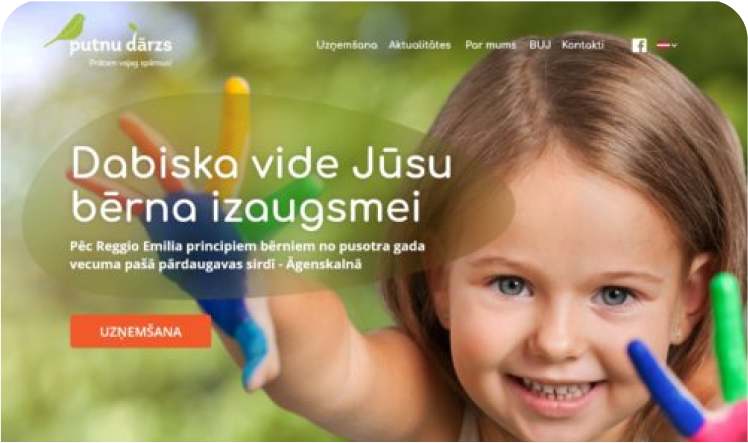 putnu dārzs
Prātam vajag spārnus!
Uzņemšana Aktualitātes Par mums BUJ Kontakti
Dabiska vide Jūsu
bērna izaugsmei
Pēc Reggio Emilia principiem bērniem no pusotra gada
vecuma pašā pārdaugavas sirdī - Āgenskalnā
UZŅEMŠANA